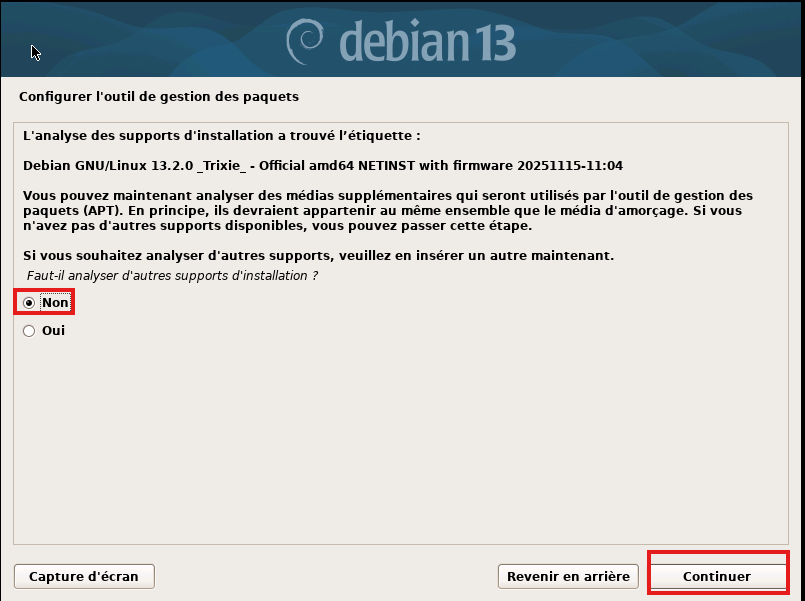 debian 13
Configurer l'outil de gestion des paquets
L'analyse des supports d'installation a trouvé l’étiquette :
Debian GNU/Linux 13.2.0 _Trixie_ - Official amd64 NETINST with firmware 20251115-11:04
Vous pouvez maintenant analyser des médias supplémentaires qui seront utilisés par l'outil de gestion des
paquets (APT). En principe, ils devraient appartenir au même ensemble que le média d'amorçage. Si vous
n'avez pas d'autres supports disponibles, vous pouvez passer cette étape.
Si vous souhaitez analyser d'autres supports, veuillez en insérer un autre maintenant.
Faut-il analyser d'autres supports d'installation ?
Non
Oui
Capture d'écran
Revenir en arrière
Continuer